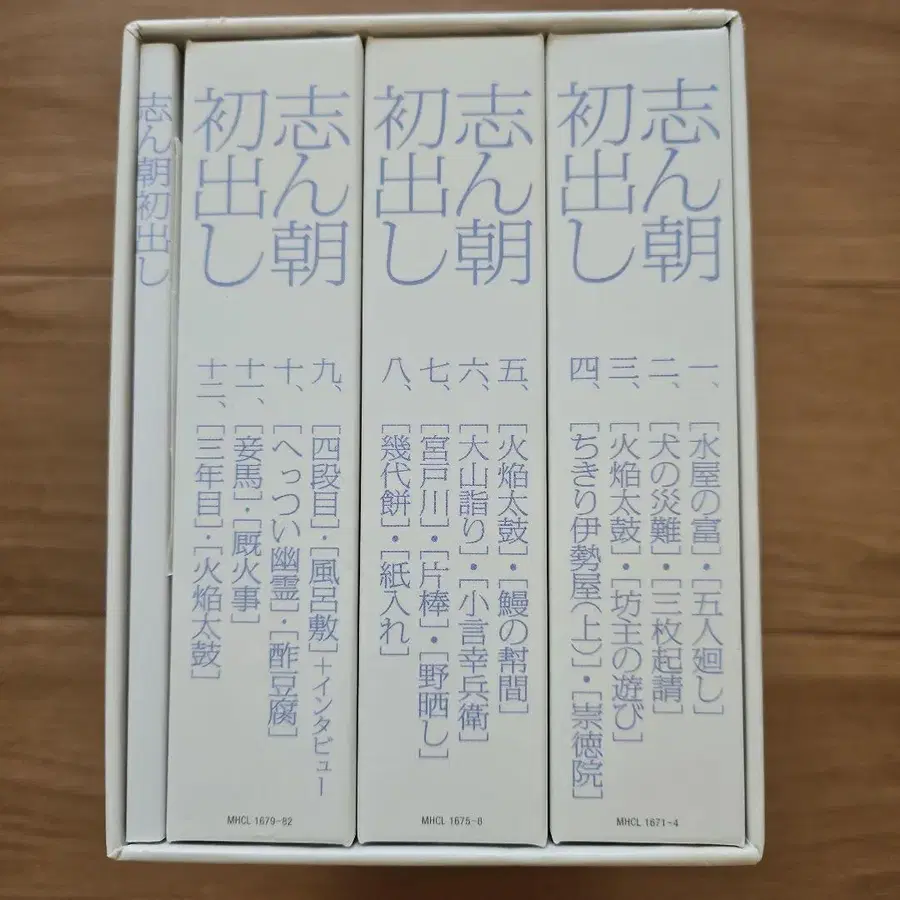 志ん朝
初出し
一、[水屋の富]・[五人廻し]
二、[犬の災難]・[三枚起請]
三、[火焔太鼓]・[坊主の遊び]
四、[ちきり伊勢屋(上)]・[崇徳院]
MHCL 1671-4
志ん朝
初出し
五、[火焔太鼓]・[鰻の幇間]
六、[大山詣り]・[小言幸兵衛]
七、[宮戸川]・[片棒]・[野晒し]
八、[幾代餅]・[紙入れ]
MHCL 1675-8
志ん朝
初出し
九、[四段目]・[風呂敷]+インタビュー
十、[へっつい幽霊]・[酢豆腐]
十一、[妾馬]・[厩火事]
十二、[三年目]・[火焔太鼓]
MHCL 1679-82
志ん朝初出し